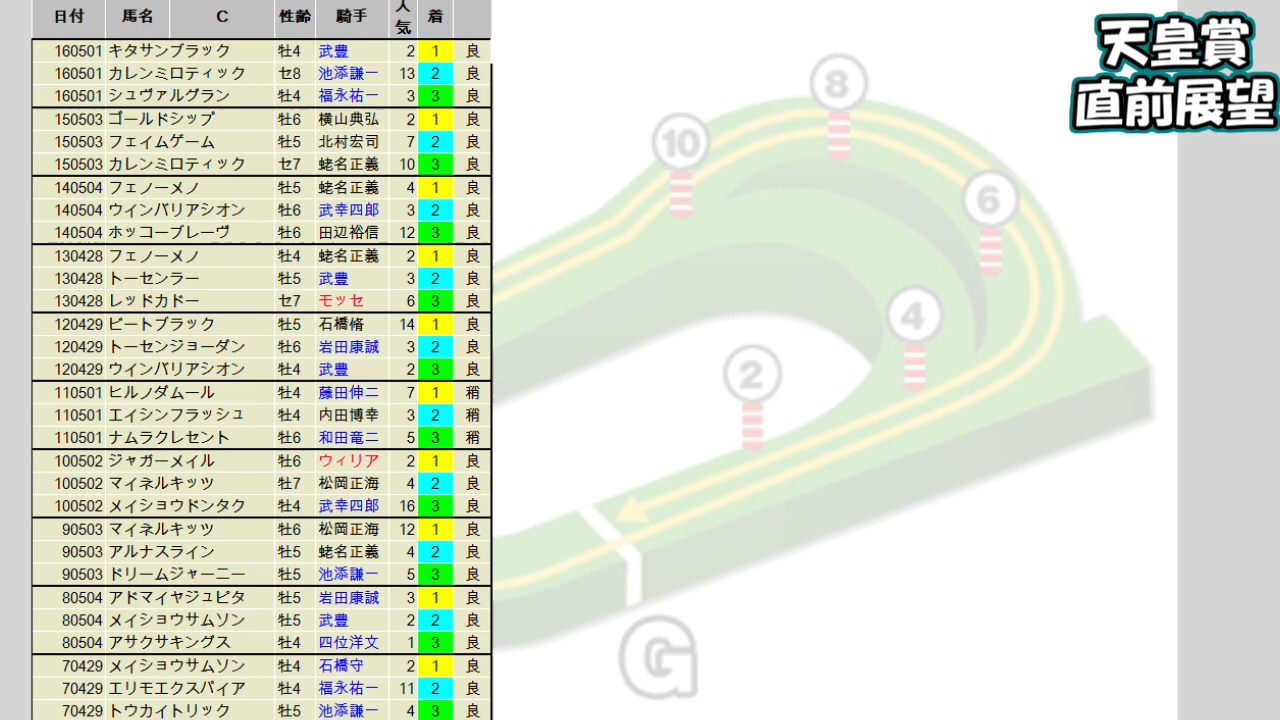 日付 馬名 C 性齢 騎手 人気 着
160501 キタサンブラック 牡4 武豊 2 1 良
160501 カレンミロティック セ8 池添謙一 13 2 良
160501 シュヴァルグラン 牡4 福永祐一 3 3 良
150503 ゴールドシップ 牡6 横山典弘 2 1 良
150503 フェイムゲーム 牡5 北村宏司 7 2 良
150503 カレンミロティック セ7 蛯名正義 10 3 良
140504 フェノーメノ 牡5 蛯名正義 4 1 良
140504 ウインバリアシオン 牡6 武幸四郎 3 2 良
140504 ホッコーブレーヴ 牡6 田辺裕信 12 3 良
130428 フェノーメノ 牡4 蛯名正義 2 1 良
130428 トーセンラー 牡5 武豊 3 2 良
130428 レッドカドー セ7 モッセ 6 3 良
120429 ビートブラック 牡5 石橋脩 14 1 良
120429 トーセンジョーダン 牡6 岩田康誠 3 2 良
120429 ウインバリアシオン 牡4 武豊 2 3 良
110501 ヒルノダムール 牡4 藤田伸二 7 1 稍
110501 エイシンフラッシュ 牡4 内田博幸 3 2 稍
110501 ナムラクレセント 牡6 和田竜二 5 3 稍
100502 ジャガーメイル 牡6 ウィリア 2 1 良
100502 マイネルキッツ 牡7 松岡正海 4 2 良
100502 メイショウドンタク 牡4 武幸四郎 16 3 良
90503 マイネルキッツ 牡6 松岡正海 12 1 良
90503 アルナスライン 牡5 蛯名正義 4 2 良
90503 ドリームジャーニー 牡5 池添謙一 5 3 良
80504 アドマイヤジュピタ 牡5 岩田康誠 3 1 良
80504 メイショウサムソン 牡5 武豊 2 2 良
80504 アサクサキングス 牡4 四位洋文 1 3 良
70429 メイショウサムソン 牡4 石橋守 2 1 良
70429 エリモエクスパイア 牡4 福永祐一 11 2 良
70429 トウカイトリック 牡5 池添謙一 4 3 良
天皇賞
直前展望
8
10
6
4
2
G